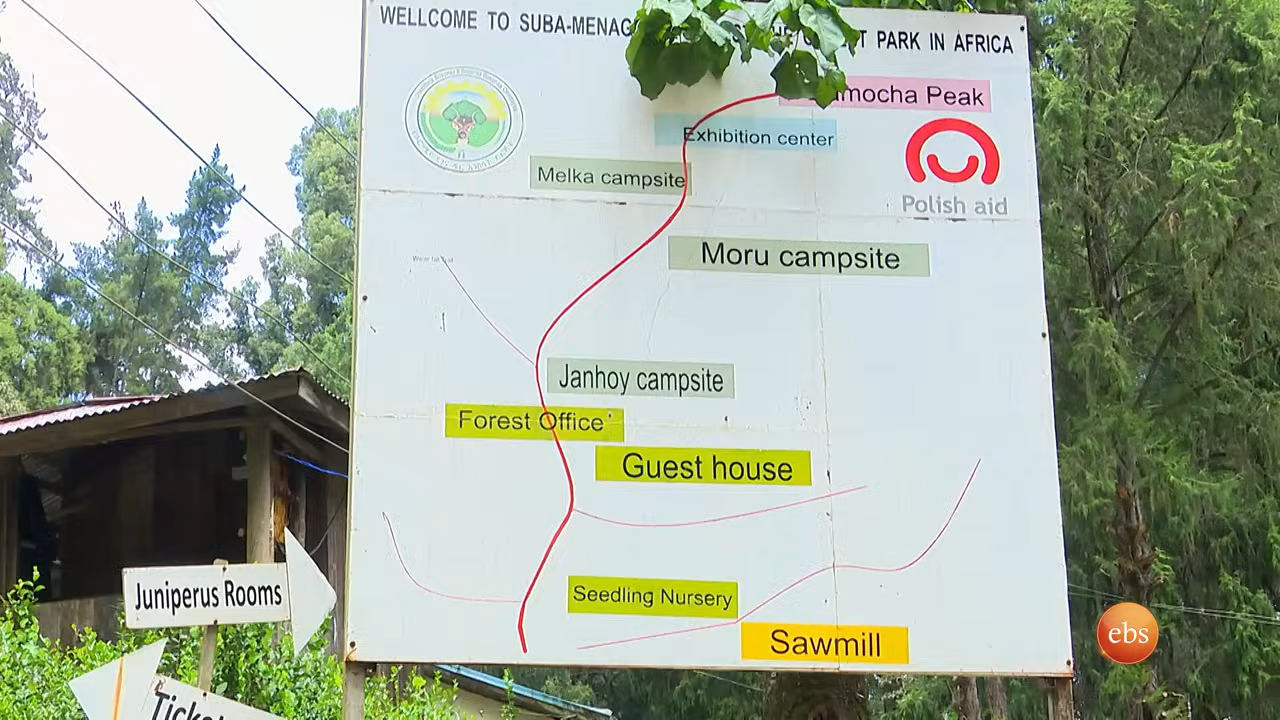 WELLCOME TO SUBA-MENAG T PARK IN AFRICA
mocha Peak
Exhibition center
Melka campsite
Polish aid
Moru campsite
Janhoy campsite
Forest Office
Guest house
Seedling Nursery
Sawmill
Juniperus Rooms
Ticket
ebs